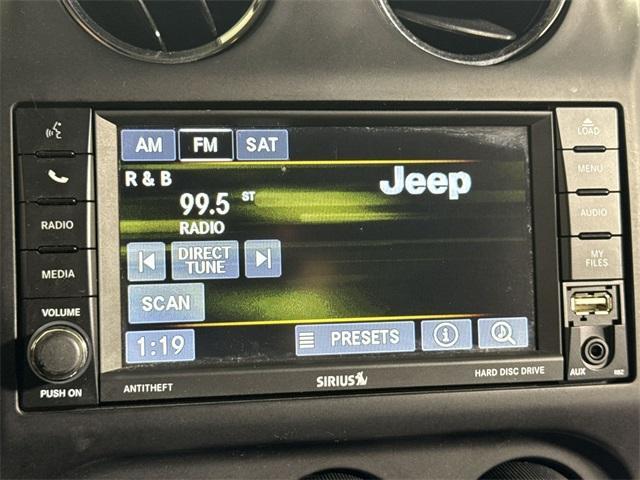 AM FM SAT
R & B
Jeep
99.5 ST
RADIO
DIRECT
TUNE
SCAN
1:19
PRESETS
RADIO
MEDIA
VOLUME
PUSH ON
LOAD
MENU
AUDIO
MY
FILES
ANTITHEFT
SIRIUS
HARD DISC DRIVE
AUX
RBZ